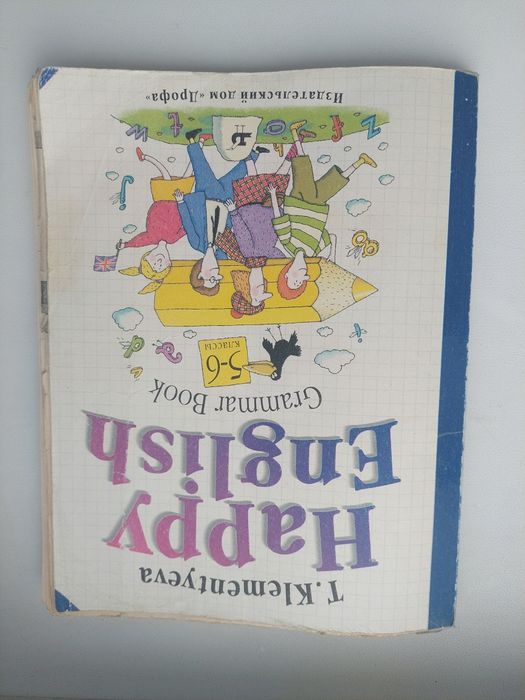 T. Klementyeva
Happy
English
Grammar Book
5-6
КЛАССЫ
Издательский дом «Дрофа»